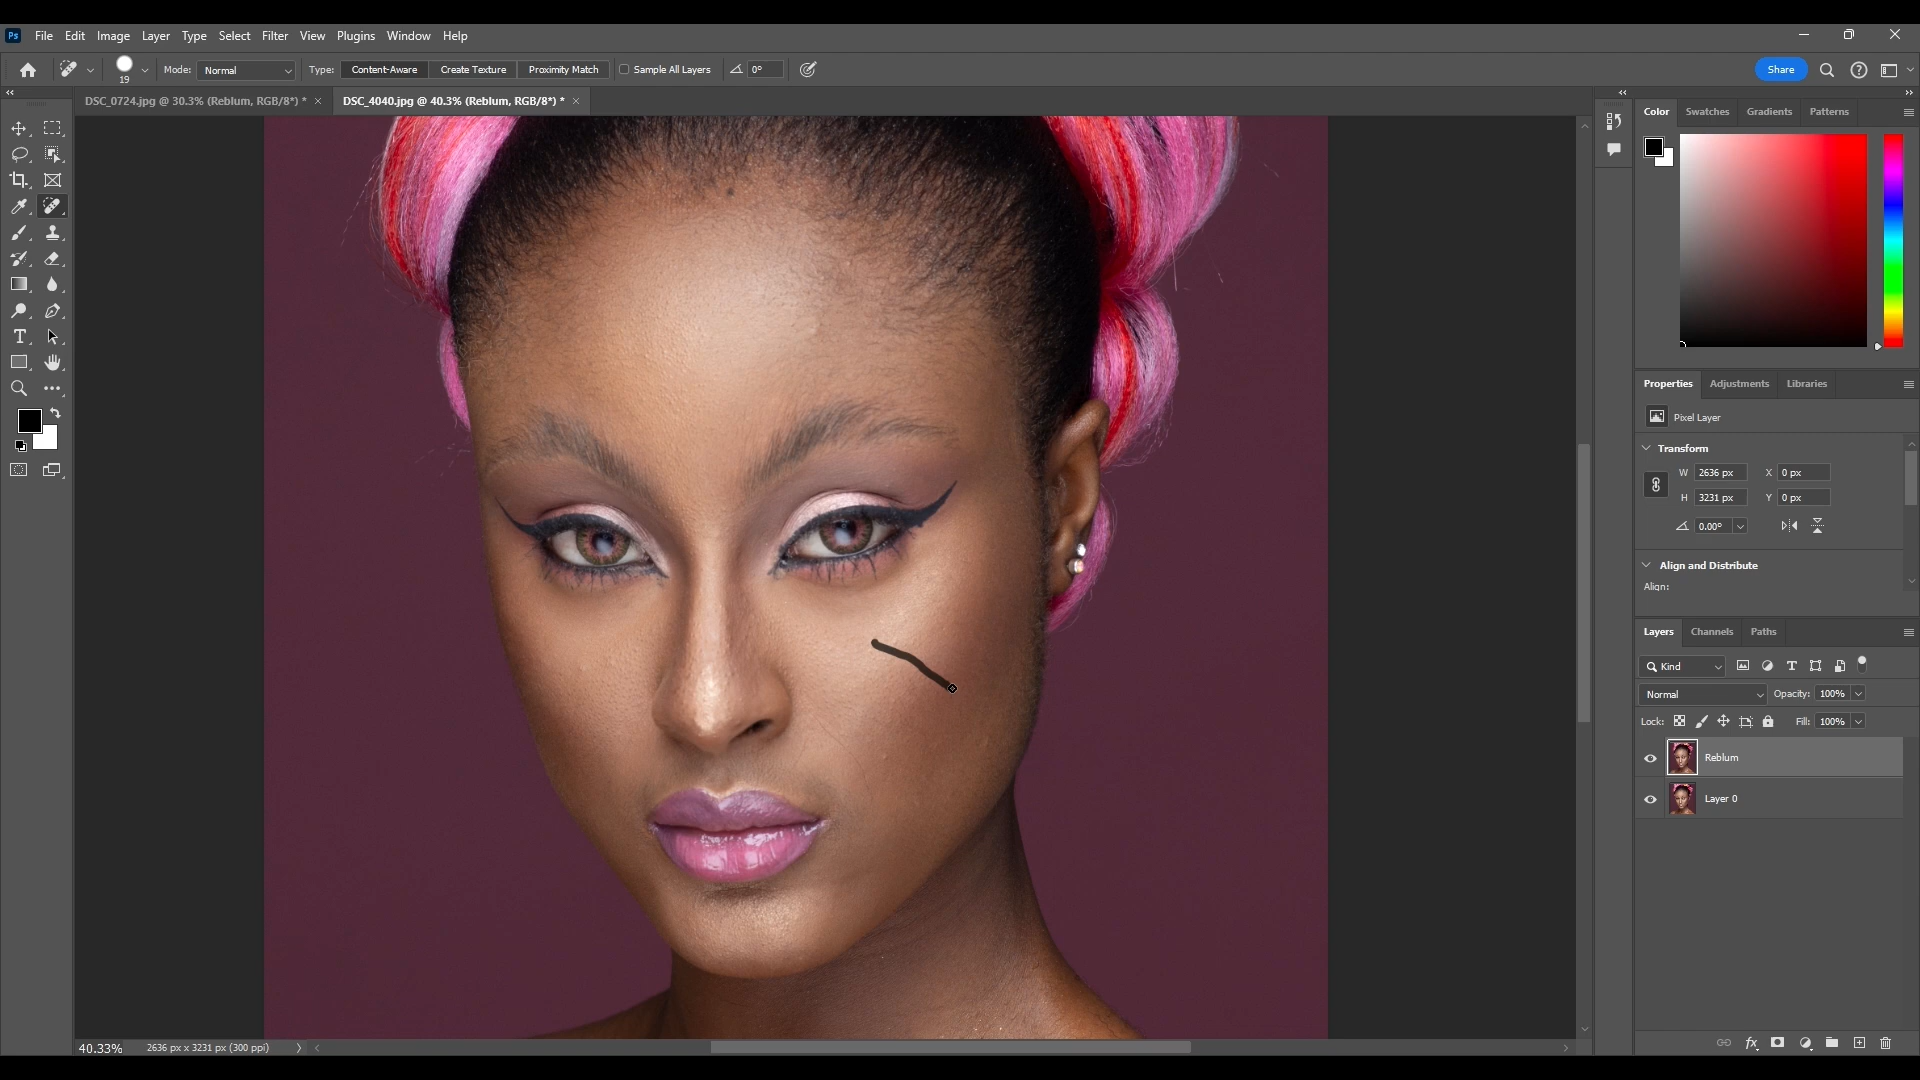 Ps File Edit Image Layer Type Select Filter View Plugins Window Help
19 Mode: Normal Type: Content-Aware Create Texture Proximity Match Sample All Layers 0° Share
DSC_0724.jpg @ 30.3% (Reblum, RGB/8*) * × DSC_4040.jpg @ 40.3% (Reblum, RGB/8*) * ×
Color Swatches Gradients Patterns
Properties Adjustments Libraries
Pixel Layer
Transform
W 2636 px X 0 px
H 3231 px Y 0 px
0.00°
Align and Distribute
Align:
Layers Channels Paths
Kind
Normal Opacity: 100%
Lock: Fill: 100%
Reblum
Layer 0
fx
40.33% 2636 px x 3231 px (300 ppi)